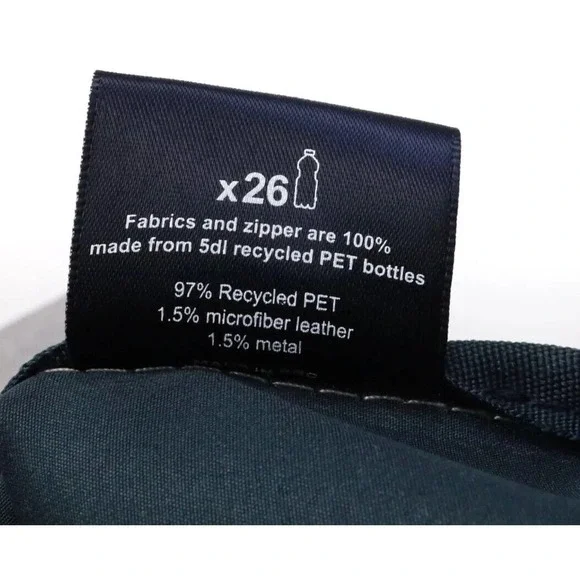 x26
Fabrics and zipper are 100%
made from 5dl recycled PET bottles
97% Recycled PET
1.5% microfiber leather
1.5% metal